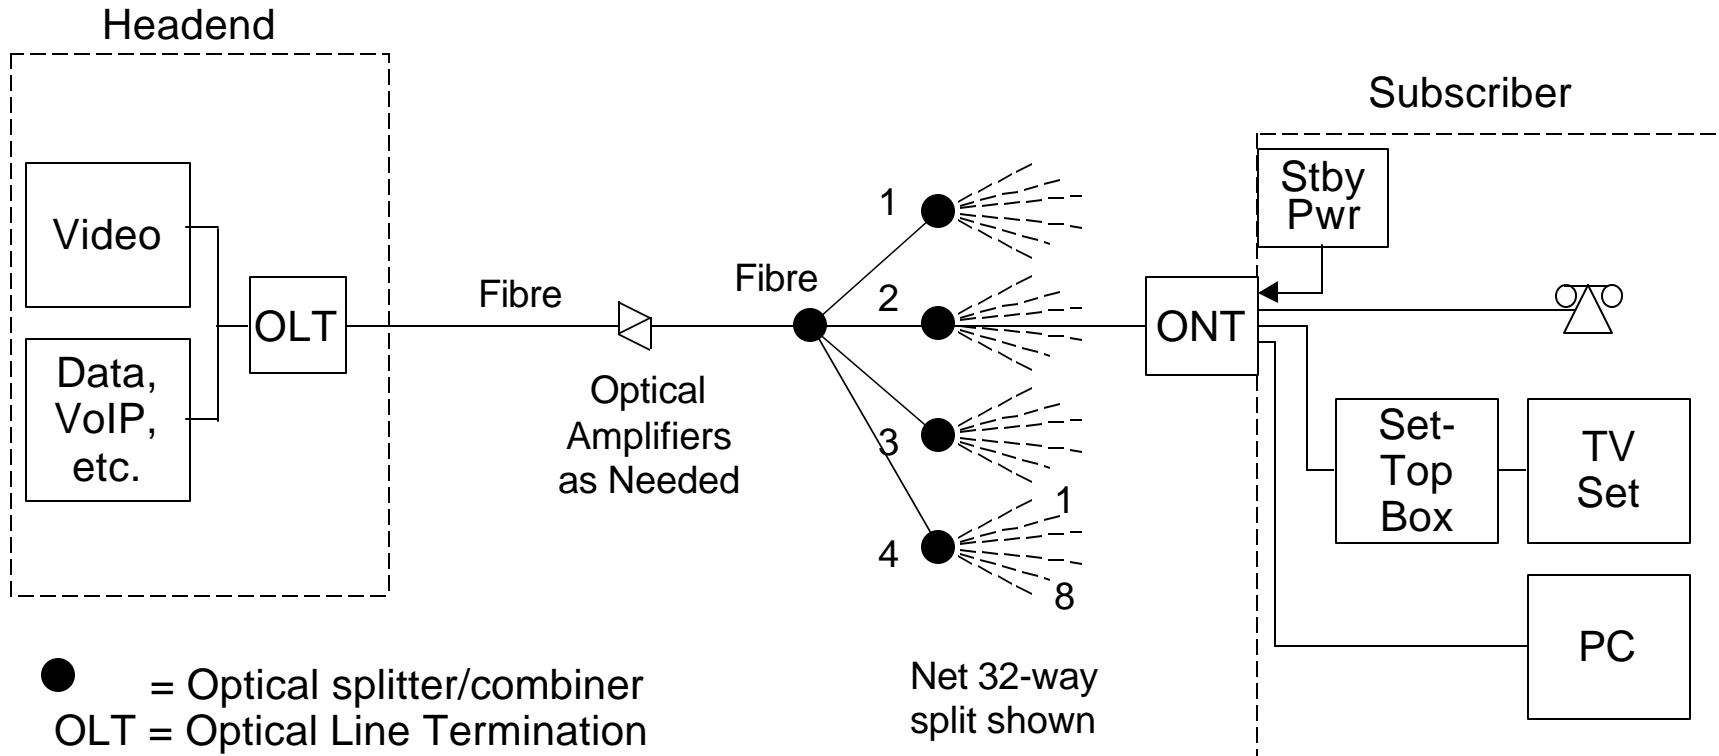 Headend
Subscriber
Video
Data,
VoIP,
etc.
OLT
Fibre
Optical
Amplifiers
as Needed
Fibre
1
2
3
4
1
8
Net 32-way
split shown
ONT
Stby
Pwr
Set-
Top
Box
TV
Set
PC
= Optical splitter/combiner
OLT = Optical Line Termination